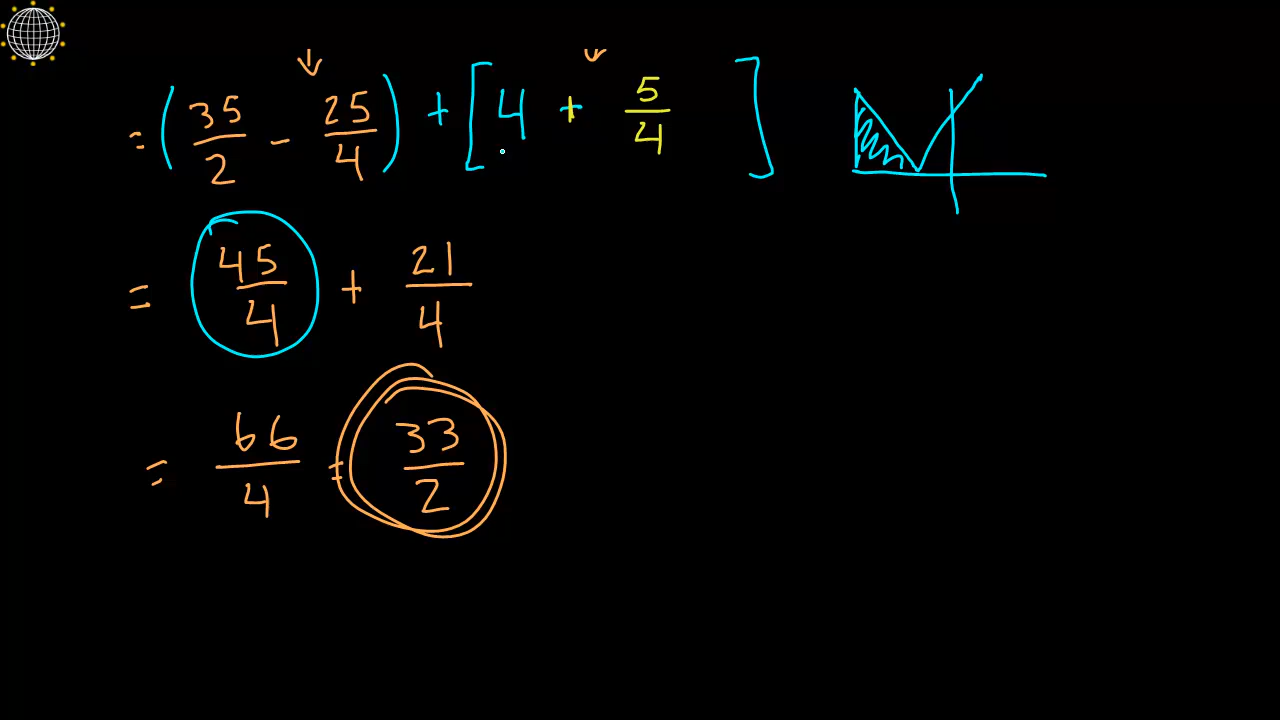 = (35/2 - 25/4) + [4 + 5/4]
= 45/4 + 21/4
= 66/4 = 33/2